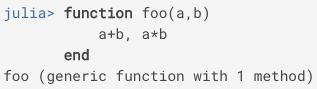 julia> function foo(a,b)
           a+b, a*b
       end
foo (generic function with 1 method)